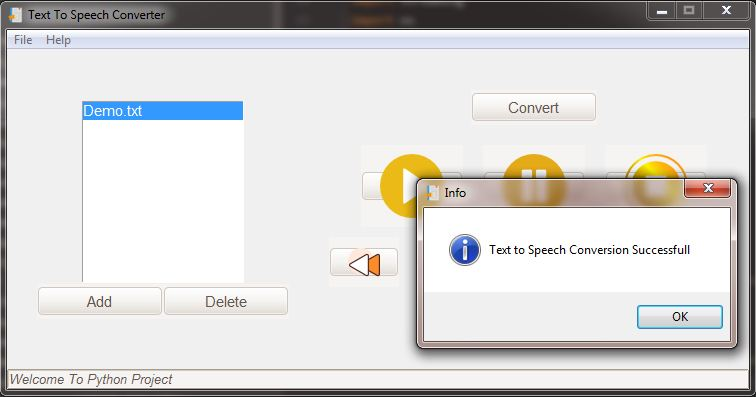 Text To Speech Converter
File Help
Demo.txt
Convert
Info
Text to Speech Conversion Successfull
OK
Add Delete
Welcome To Python Project